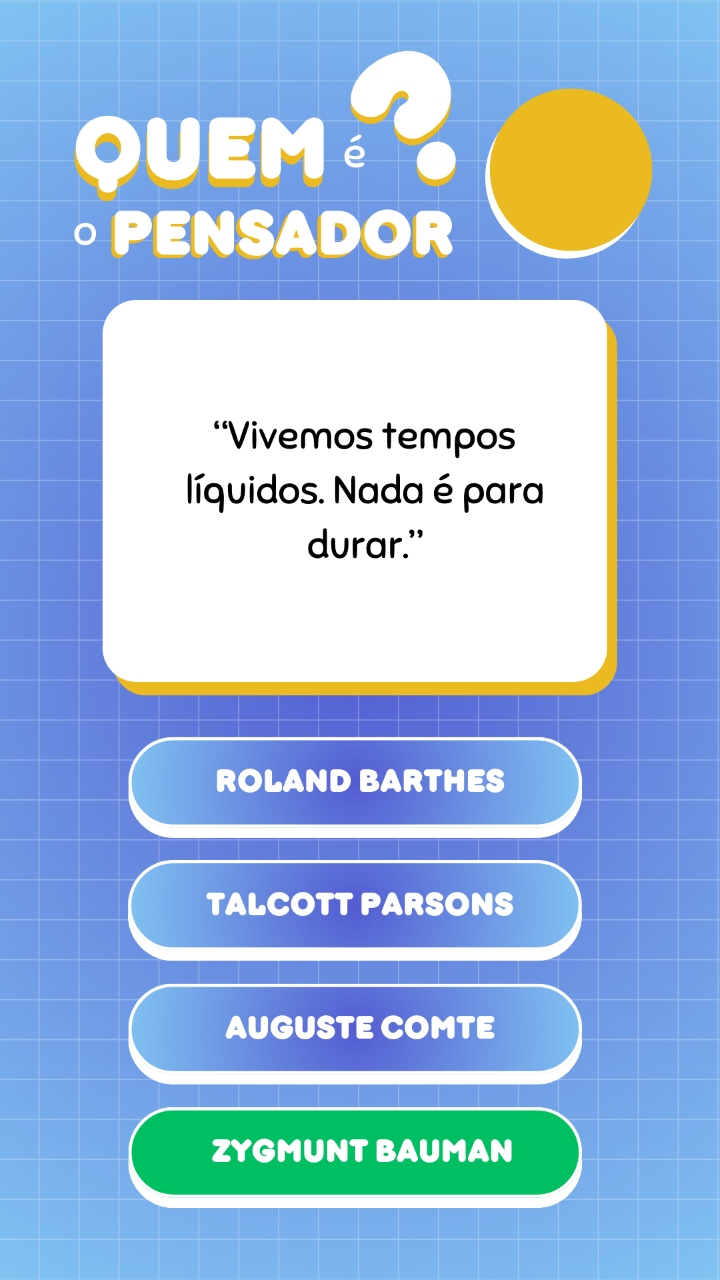 QUEM é ?
o PENSADOR
“Vivemos tempos
líquidos. Nada é para
durar.”
ROLAND BARTHES
TALCOTT PARSONS
AUGUSTE COMTE
ZYGMUNT BAUMAN